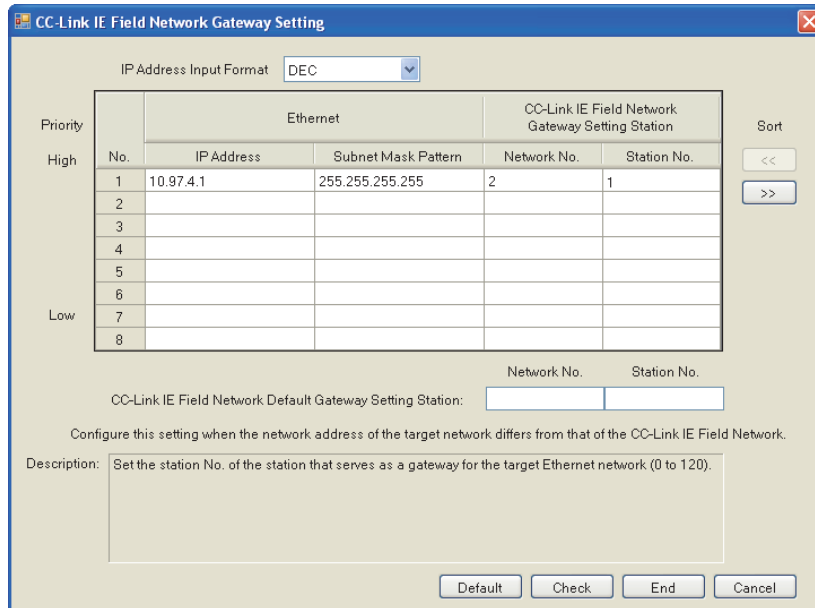 CC-Link IE Field Network Gateway Setting
IP Address Input Format DEC
Priority Ethernet CC-Link IE Field Network Gateway Setting Station Sort
High No. IP Address Subnet Mask Pattern Network No. Station No. <<
1 10.97.4.1 255.255.255.255 2 1 >>
2
3
4
5
6
Low 7
8
Network No. Station No.
CC-Link IE Field Network Default Gateway Setting Station:
Configure this setting when the network address of the target network differs from that of the CC-Link IE Field Network.
Description: Set the station No. of the station that serves as a gateway for the target Ethernet network (0 to 120).
Default Check End Cancel